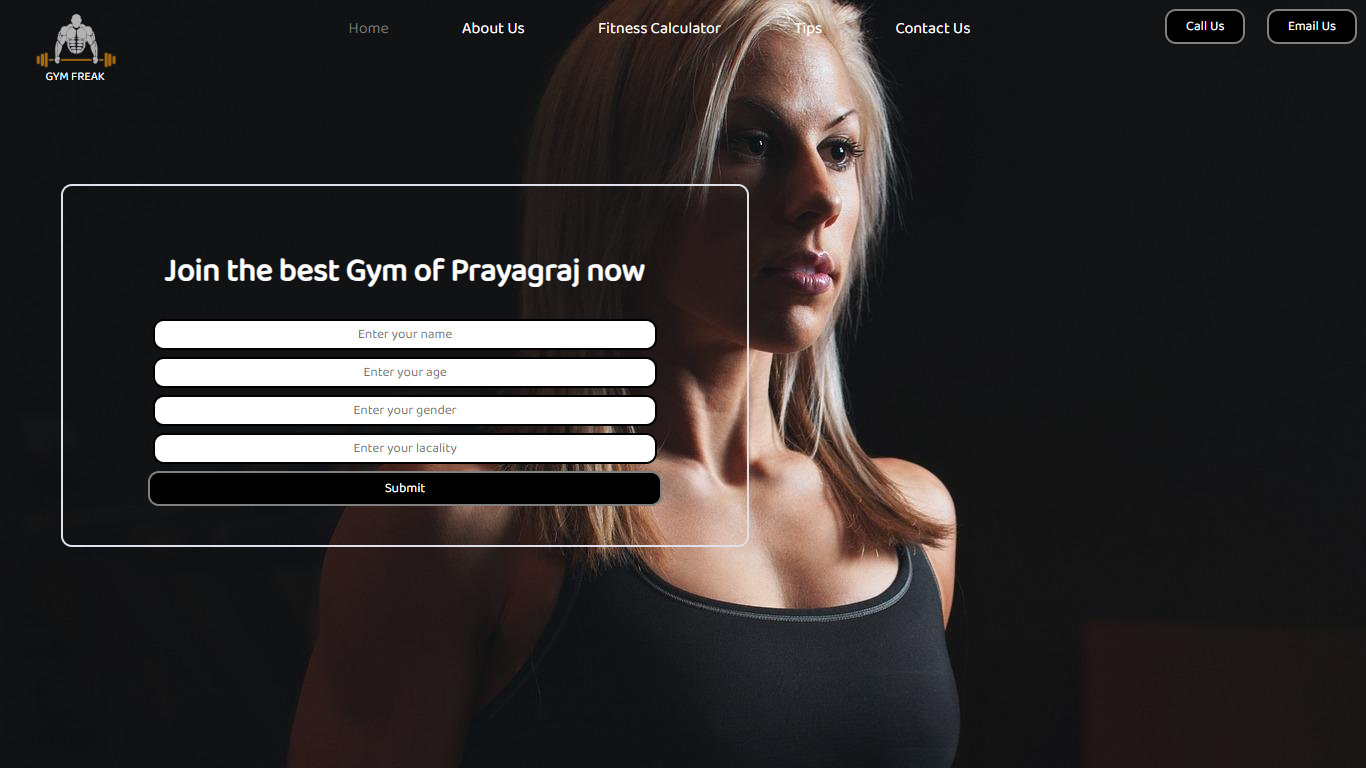 GYM FREAK
Home
About Us
Fitness Calculator
Tips
Contact Us
Call Us
Email Us
Join the best Gym of Prayagraj now
Enter your name
Enter your age
Enter your gender
Enter your lacality
Submit